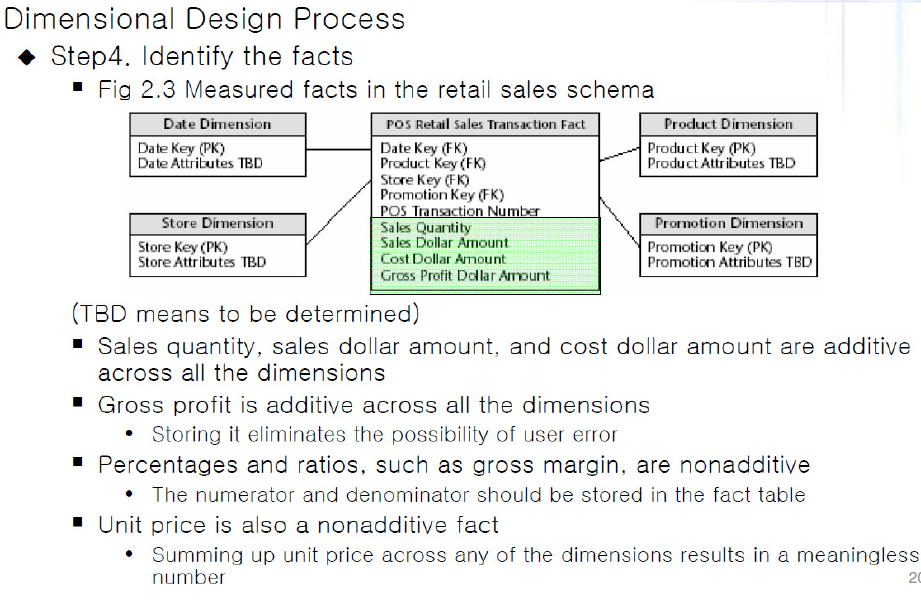 Dimensional Design Process
◆ Step4. Identify the facts
▪ Fig 2.3 Measured facts in the retail sales schema
Date Dimension
Date Key (PK)
Date Attributes TBD
POS Retail Sales Transaction Fact
Date Key (FK)
Product Key (FK)
Store Key (FK)
Promotion Key (FK)
POS Transaction Number
Sales Quantity
Sales Dollar Amount
Cost Dollar Amount
Gross Profit Dollar Amount
Product Dimension
Product Key (PK)
Product Attributes TBD
Store Dimension
Store Key (PK)
Store Attributes TBD
Promotion Dimension
Promotion Key (PK)
Promotion Attributes TBD
(TBD means to be determined)
▪ Sales quantity, sales dollar amount, and cost dollar amount are additive
across all the dimensions
▪ Gross profit is additive across all the dimensions
• Storing it eliminates the possibility of user error
▪ Percentages and ratios, such as gross margin, are nonadditive
• The numerator and denominator should be stored in the fact table
▪ Unit price is also a nonadditive fact
• Summing up unit price across any of the dimensions results in a meaningless
number